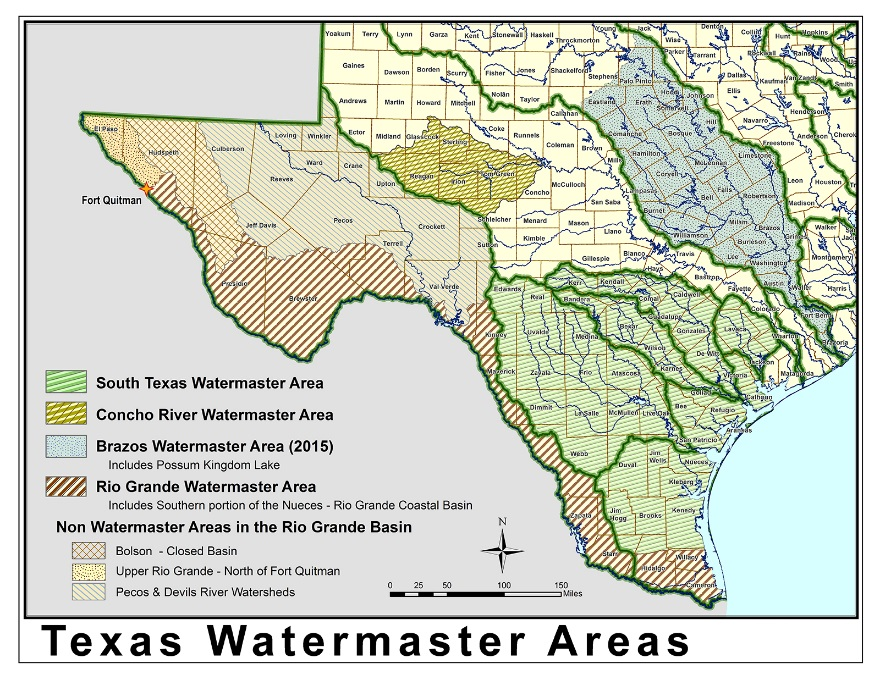 Yoakum Terry Lynn Garza Kent Stonewall Haskell Throckmorton Young Jack Wise Denton Collin Hunt Hopkins
Gaines Dawson Borden Scurry Fisher Jones Shackelford Stephens Palo Pinto Parker Tarrant Dallas Rockwall Kaufman Van Zandt Rains Wood Smith
Andrews Martin Howard Mitchell Nolan Taylor Callahan Eastland Erath Hood Somervell Johnson Ellis Henderson
El Paso Hudspeth Culberson Loving Winkler Ector Midland Glasscock Sterling Coke Runnels Coleman Brown Comanche Bosque Hill Navarro Anderson Freestone
Reeves Ward Crane Upton Reagan Irion Tom Green Concho McCulloch Mills Hamilton Coryell McLennan Limestone Leon Houston
Fort Quitman
Jeff Davis Pecos Crockett Schleicher Menard San Saba Lampasas Burnet Bell Falls Robertson Madison
Terrell Sutton Kimble Mason Llano Williamson Milam Brazos Grimes Walker
Presidio Brewster Val Verde Gillespie Blanco Hays Travis Bastrop Lee Burleson Washington Montgomery
Edwards Real Kerr Kendall Bandera Comal Caldwell Fayette Austin Waller Harris
Kinney Uvalde Medina Bexar Guadalupe Gonzales Lavaca Colorado Wharton Fort Bend Brazoria
Maverick Zavala Frio Atascosa Wilson Karnes De Witt Victoria Jackson Matagorda
Dimmit La Salle McMullen Live Oak Bee Goliad Refugio Calhoun
Webb Duval Jim Wells San Patricio Aransas Nueces
Kleberg
Zapata Jim Hogg Brooks Kenedy
Starr Hidalgo Willacy Cameron
South Texas Watermaster Area
Concho River Watermaster Area
Brazos Watermaster Area (2015)
Includes Possum Kingdom Lake
Rio Grande Watermaster Area
Includes Southern portion of the Nueces - Rio Grande Coastal Basin
Non Watermaster Areas in the Rio Grande Basin
Bolson - Closed Basin
Upper Rio Grande - North of Fort Quitman
Pecos & Devils River Watersheds
N
0 25 50 100 150
Miles
Texas Watermaster Areas